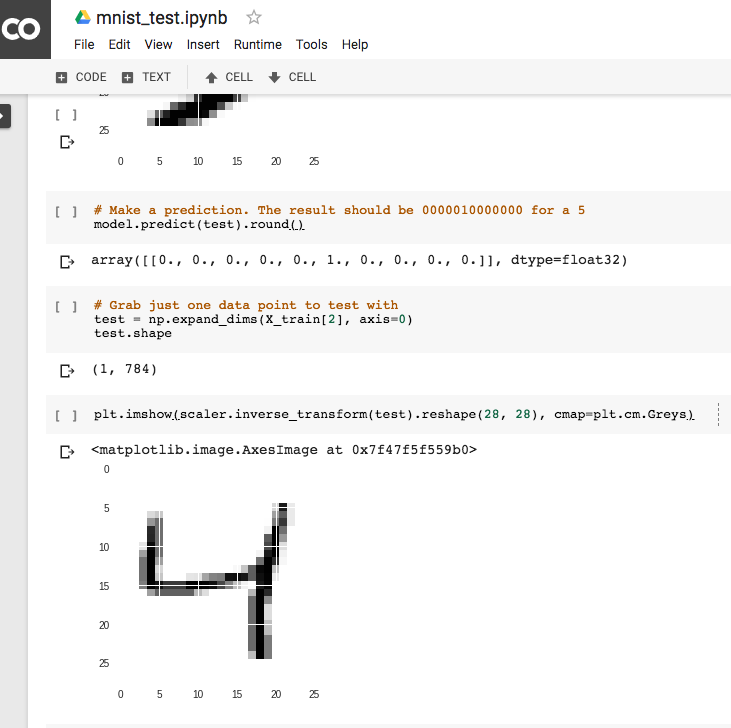 CO
mnist_test.ipynb
File Edit View Insert Runtime Tools Help
CODE TEXT CELL CELL
[ ]
25
0 5 10 15 20 25
[ ] # Make a prediction. The result should be 0000010000000 for a 5
model.predict(test).round()
array([[0., 0., 0., 0., 0., 1., 0., 0., 0., 0.]], dtype=float32)
[ ] # Grab just one data point to test with
test = np.expand_dims(X_train[2], axis=0)
test.shape
(1, 784)
[ ] plt.imshow(scaler.inverse_transform(test).reshape(28, 28), cmap=plt.cm.Greys)
<matplotlib.image.AxesImage at 0x7f47f5f559b0>
0
5
10
15
20
25
0 5 10 15 20 25
4